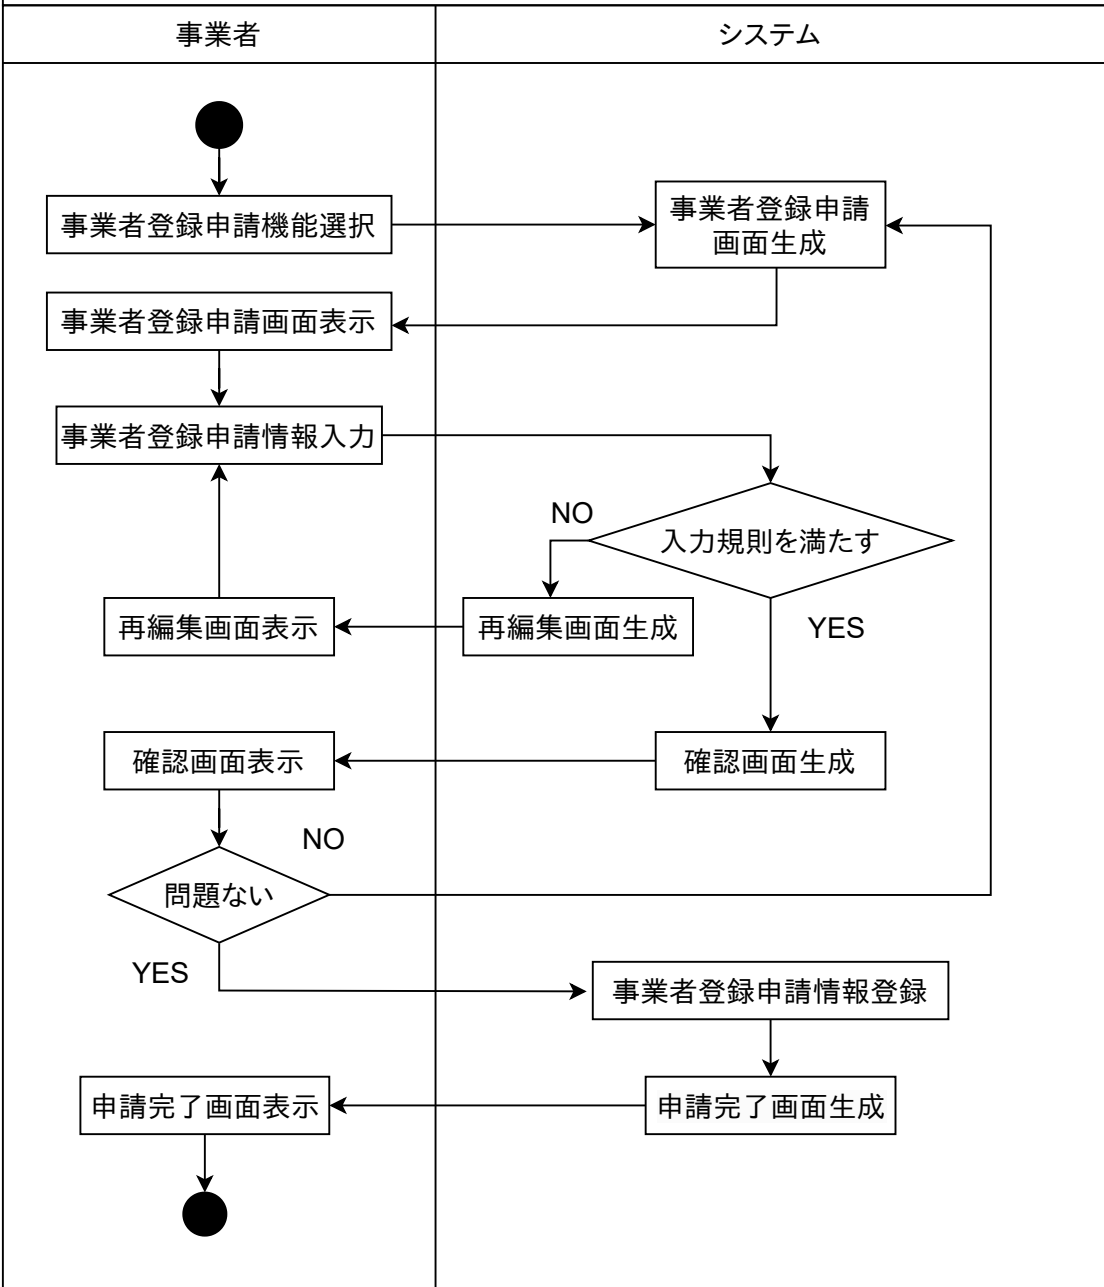 事業者
システム
事業者登録申請機能選択
事業者登録申請
画面生成
事業者登録申請画面表示
事業者登録申請情報入力
NO
入力規則を満たす
再編集画面表示
再編集画面生成
YES
確認画面表示
確認画面生成
NO
問題ない
YES
事業者登録申請情報登録
申請完了画面表示
申請完了画面生成